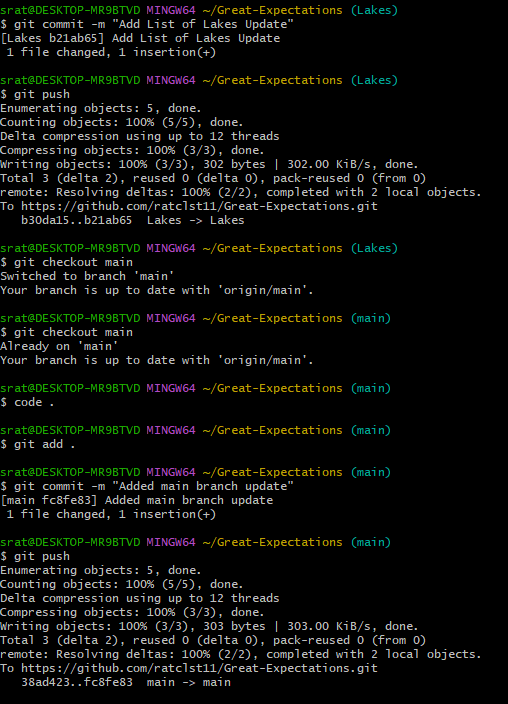 srat@DESKTOP-MR9BTVD MINGW64 ~/Great-Expectations (Lakes)
$ git commit -m "Add List of Lakes Update"
[Lakes b21ab65] Add List of Lakes Update
 1 file changed, 1 insertion(+)
srat@DESKTOP-MR9BTVD MINGW64 ~/Great-Expectations (Lakes)
$ git push
Enumerating objects: 5, done.
Counting objects: 100% (5/5), done.
Delta compression using up to 12 threads
Compressing objects: 100% (3/3), done.
Writing objects: 100% (3/3), 302 bytes | 302.00 KiB/s, done.
Total 3 (delta 2), reused 0 (delta 0), pack-reused 0 (from 0)
remote: Resolving deltas: 100% (2/2), completed with 2 local objects.
To https://github.com/ratclst11/Great-Expectations.git
   b30da15..b21ab65  Lakes -> Lakes
srat@DESKTOP-MR9BTVD MINGW64 ~/Great-Expectations (Lakes)
$ git checkout main
Switched to branch 'main'
Your branch is up to date with 'origin/main'.
srat@DESKTOP-MR9BTVD MINGW64 ~/Great-Expectations (main)
$ git checkout main
Already on 'main'
Your branch is up to date with 'origin/main'.
srat@DESKTOP-MR9BTVD MINGW64 ~/Great-Expectations (main)
$ code .
srat@DESKTOP-MR9BTVD MINGW64 ~/Great-Expectations (main)
$ git add .
srat@DESKTOP-MR9BTVD MINGW64 ~/Great-Expectations (main)
$ git commit -m "Added main branch update"
[main fc8fe83] Added main branch update
 1 file changed, 1 insertion(+)
srat@DESKTOP-MR9BTVD MINGW64 ~/Great-Expectations (main)
$ git push
Enumerating objects: 5, done.
Counting objects: 100% (5/5), done.
Delta compression using up to 12 threads
Compressing objects: 100% (3/3), done.
Writing objects: 100% (3/3), 303 bytes | 303.00 KiB/s, done.
Total 3 (delta 2), reused 0 (delta 0), pack-reused 0 (from 0)
remote: Resolving deltas: 100% (2/2), completed with 2 local objects.
To https://github.com/ratclst11/Great-Expectations.git
   38ad423..fc8fe83  main -> main